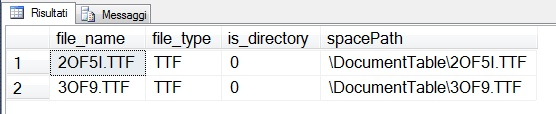 Risultati Messaggi
file_name file_type is_directory spacePath
1 2OF5I.TTF TTF 0 \DocumentTable\2OF5I.TTF
2 3OF9.TTF TTF 0 \DocumentTable\3OF9.TTF